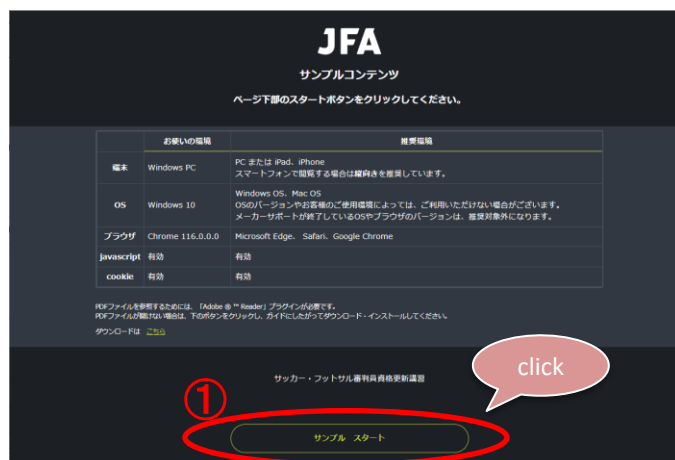 JFA
サンプルコンテンツ
ページ下部のスタートボタンをクリックしてください。
お使いの環境 推奨環境
端末 Windows PC PC または iPad、iPhone
スマートフォンで閲覧する場合は縦向きを推奨しています。
OS Windows 10 Windows OS、Mac OS
OSのバージョンやお客様のご使用環境によっては、ご利用いただけない場合がございます。
メーカーサポートが終了しているOSやブラウザのバージョンは、推奨対象外になります。
ブラウザ Chrome 116.0.0.0 Microsoft Edge、 Safari、Google Chrome
javascript 有効 有効
cookie 有効 有効
PDFファイルを参照するためには、「Adobe ® ™ Reader」プラグインが必要です。
PDFファイルが開けない場合は、下のボタンをクリックし、ガイドにしたがってダウンロード・インストールしてください。
ダウンロードは こちら
サッカー・フットサル審判員資格更新講習
click
①
サンプル スタート